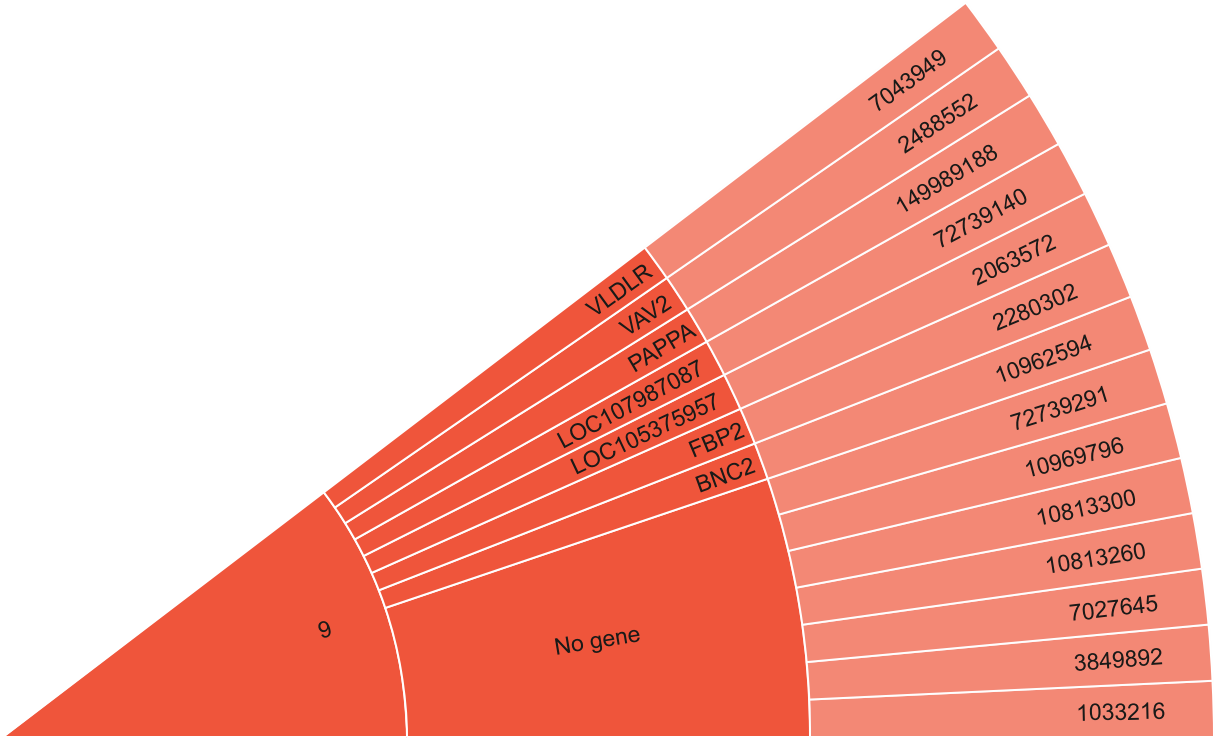 9
VLDLR
VAV2
PAPPA
LOC107987087
LOC105375957
FBP2
BNC2
No gene
7043949
2488552
149989188
72739140
2063572
2280302
10962594
72739291
10969796
10813300
10813260
7027645
3849892
1033216